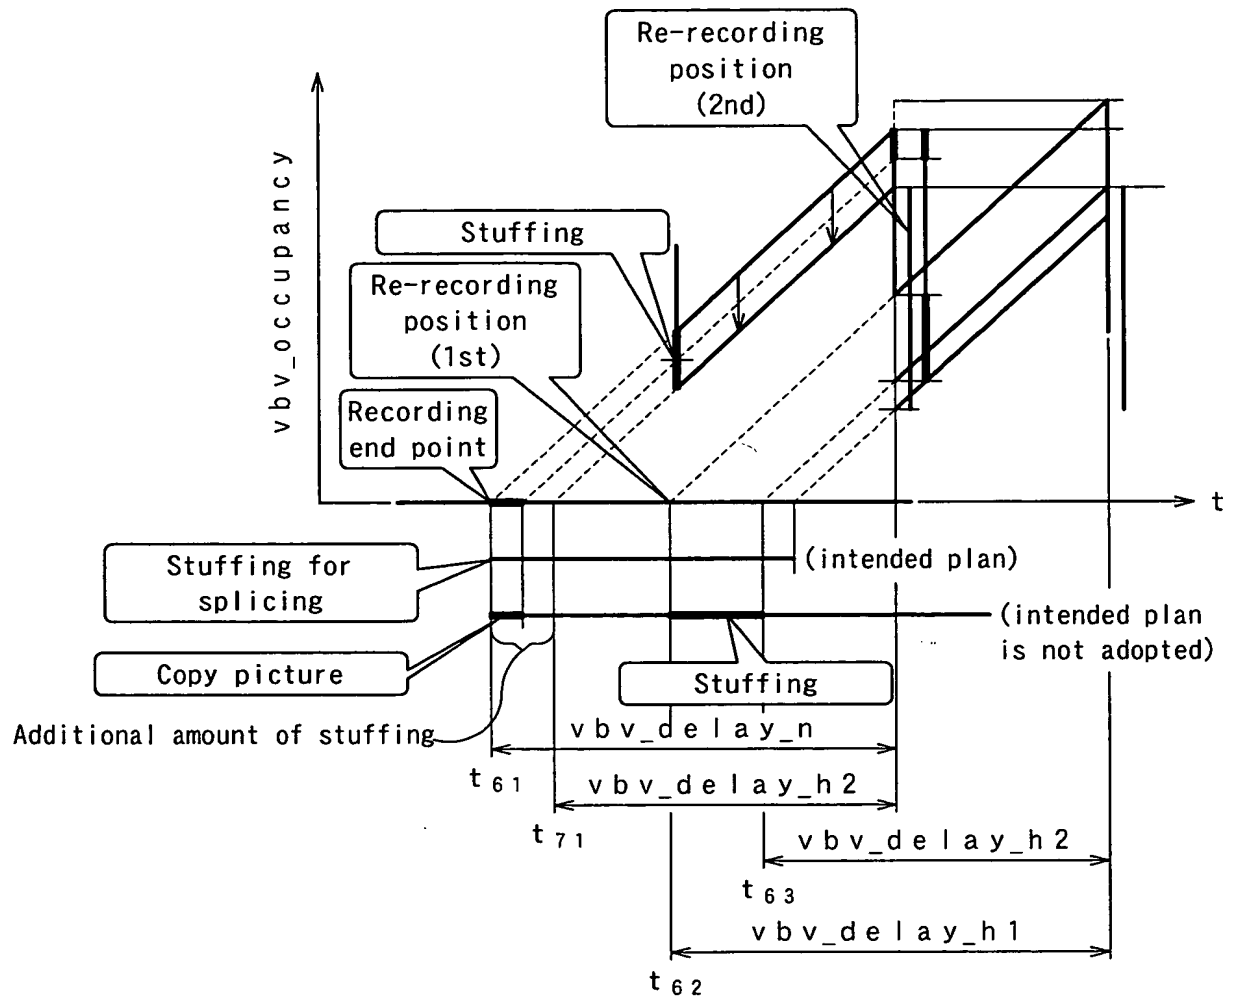 Re-recording
position
(2nd)
vbv_occupancy
Stuffing
Re-recording
position
(1st)
Recording
end point
t
Stuffing for
splicing
(intended plan)
(intended plan
is not adopted)
Copy picture
Stuffing
Additional amount of stuffing
vbv_delay_n
t61
vbv_delay_h2
t71
vbv_delay_h2
t63
vbv_delay_h1
t62